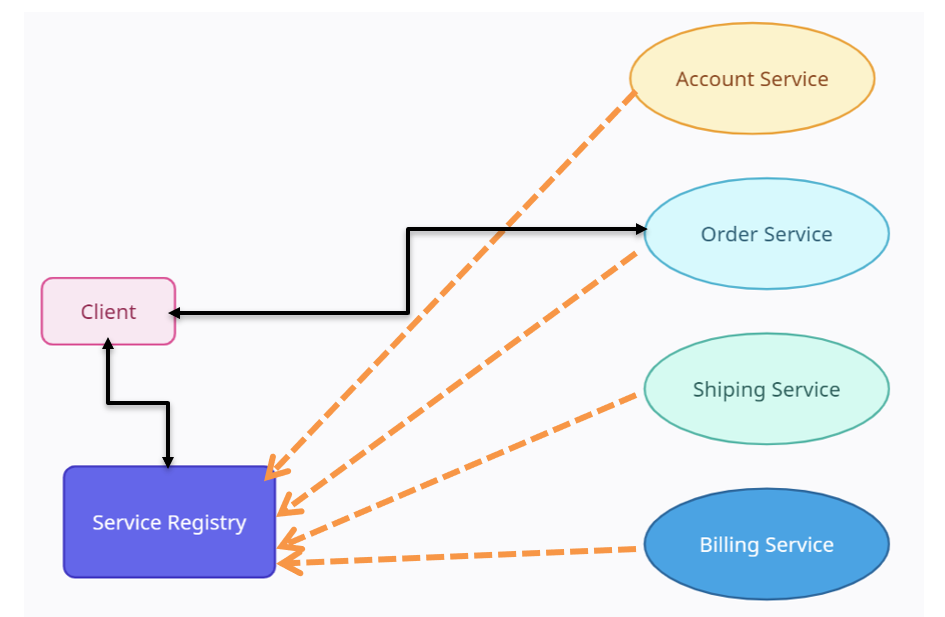 Account Service
Order Service
Client
Shiping Service
Service Registry
Billing Service